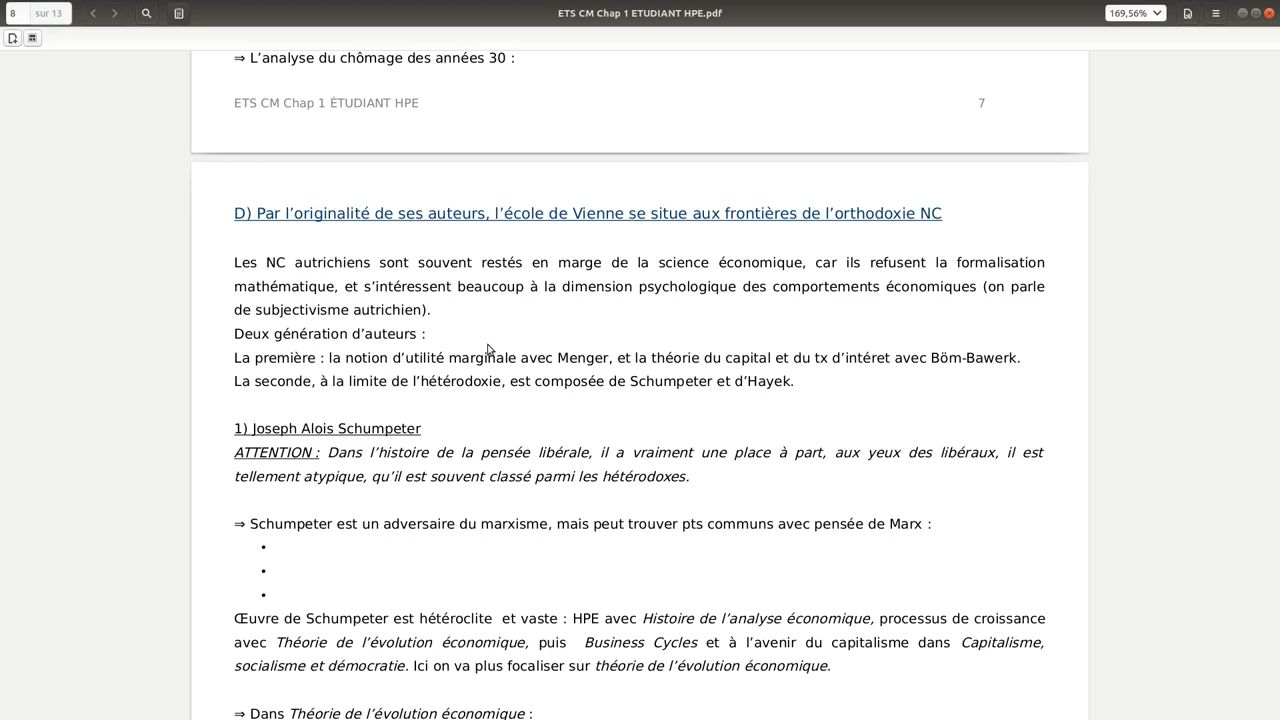 8 sur 13 ETS CM Chap 1 ETUDIANT HPE.pdf 169,56%
⇒ L’analyse du chômage des années 30 :
ETS CM Chap 1 ÉTUDIANT HPE 7
D) Par l’originalité de ses auteurs, l’école de Vienne se situe aux frontières de l’orthodoxie NC
Les NC autrichiens sont souvent restés en marge de la science économique, car ils refusent la formalisation
mathématique, et s’intéressent beaucoup à la dimension psychologique des comportements économiques (on parle
de subjectivisme autrichien).
Deux génération d’auteurs :
La première : la notion d’utilité marginale avec Menger, et la théorie du capital et du tx d’intéret avec Böm-Bawerk.
La seconde, à la limite de l’hétérodoxie, est composée de Schumpeter et d’Hayek.
1) Joseph Alois Schumpeter
ATTENTION : Dans l’histoire de la pensée libérale, il a vraiment une place à part, aux yeux des libéraux, il est
tellement atypique, qu’il est souvent classé parmi les hétérodoxes.
⇒ Schumpeter est un adversaire du marxisme, mais peut trouver pts communs avec pensée de Marx :
•
•
•
Œuvre de Schumpeter est hétéroclite et vaste : HPE avec Histoire de l’analyse économique, processus de croissance
avec Théorie de l’évolution économique, puis Business Cycles et à l’avenir du capitalisme dans Capitalisme,
socialisme et démocratie. Ici on va plus focaliser sur théorie de l’évolution économique.
⇒ Dans Théorie de l’évolution économique :